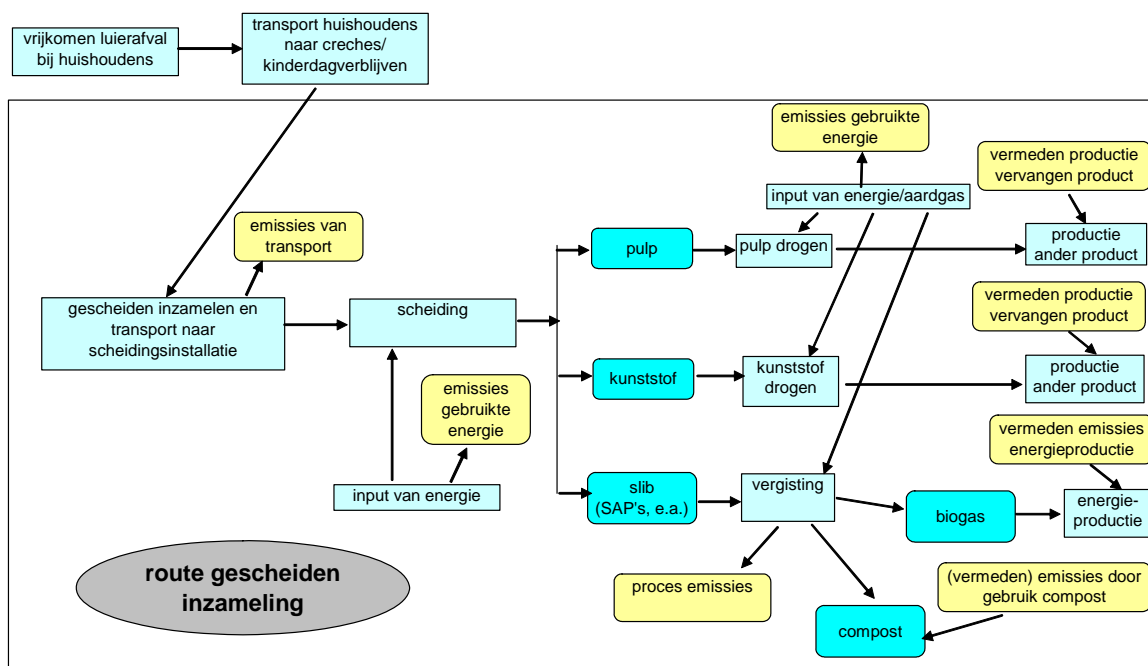 vrijkomen luierafval
bij huishoudens
transport huishoudens
naar creches/
kinderdagverblijven
emissies gebruikte
energie
vermeden productie
vervangen product
input van energie/aardgas
emissies van
transport
pulp
pulp drogen
productie
ander product
gescheiden inzamelen en
transport naar
scheidingsinstallatie
scheiding
vermeden productie
vervangen product
kunststof
kunststof
drogen
productie
ander product
emissies
gebruikte
energie
vermeden emissies
energieproductie
input van energie
slib
(SAP's, e.a.)
vergisting
biogas
energie-
productie
route gescheiden
inzameling
proces emissies
(vermeden) emissies door
gebruik compost
compost